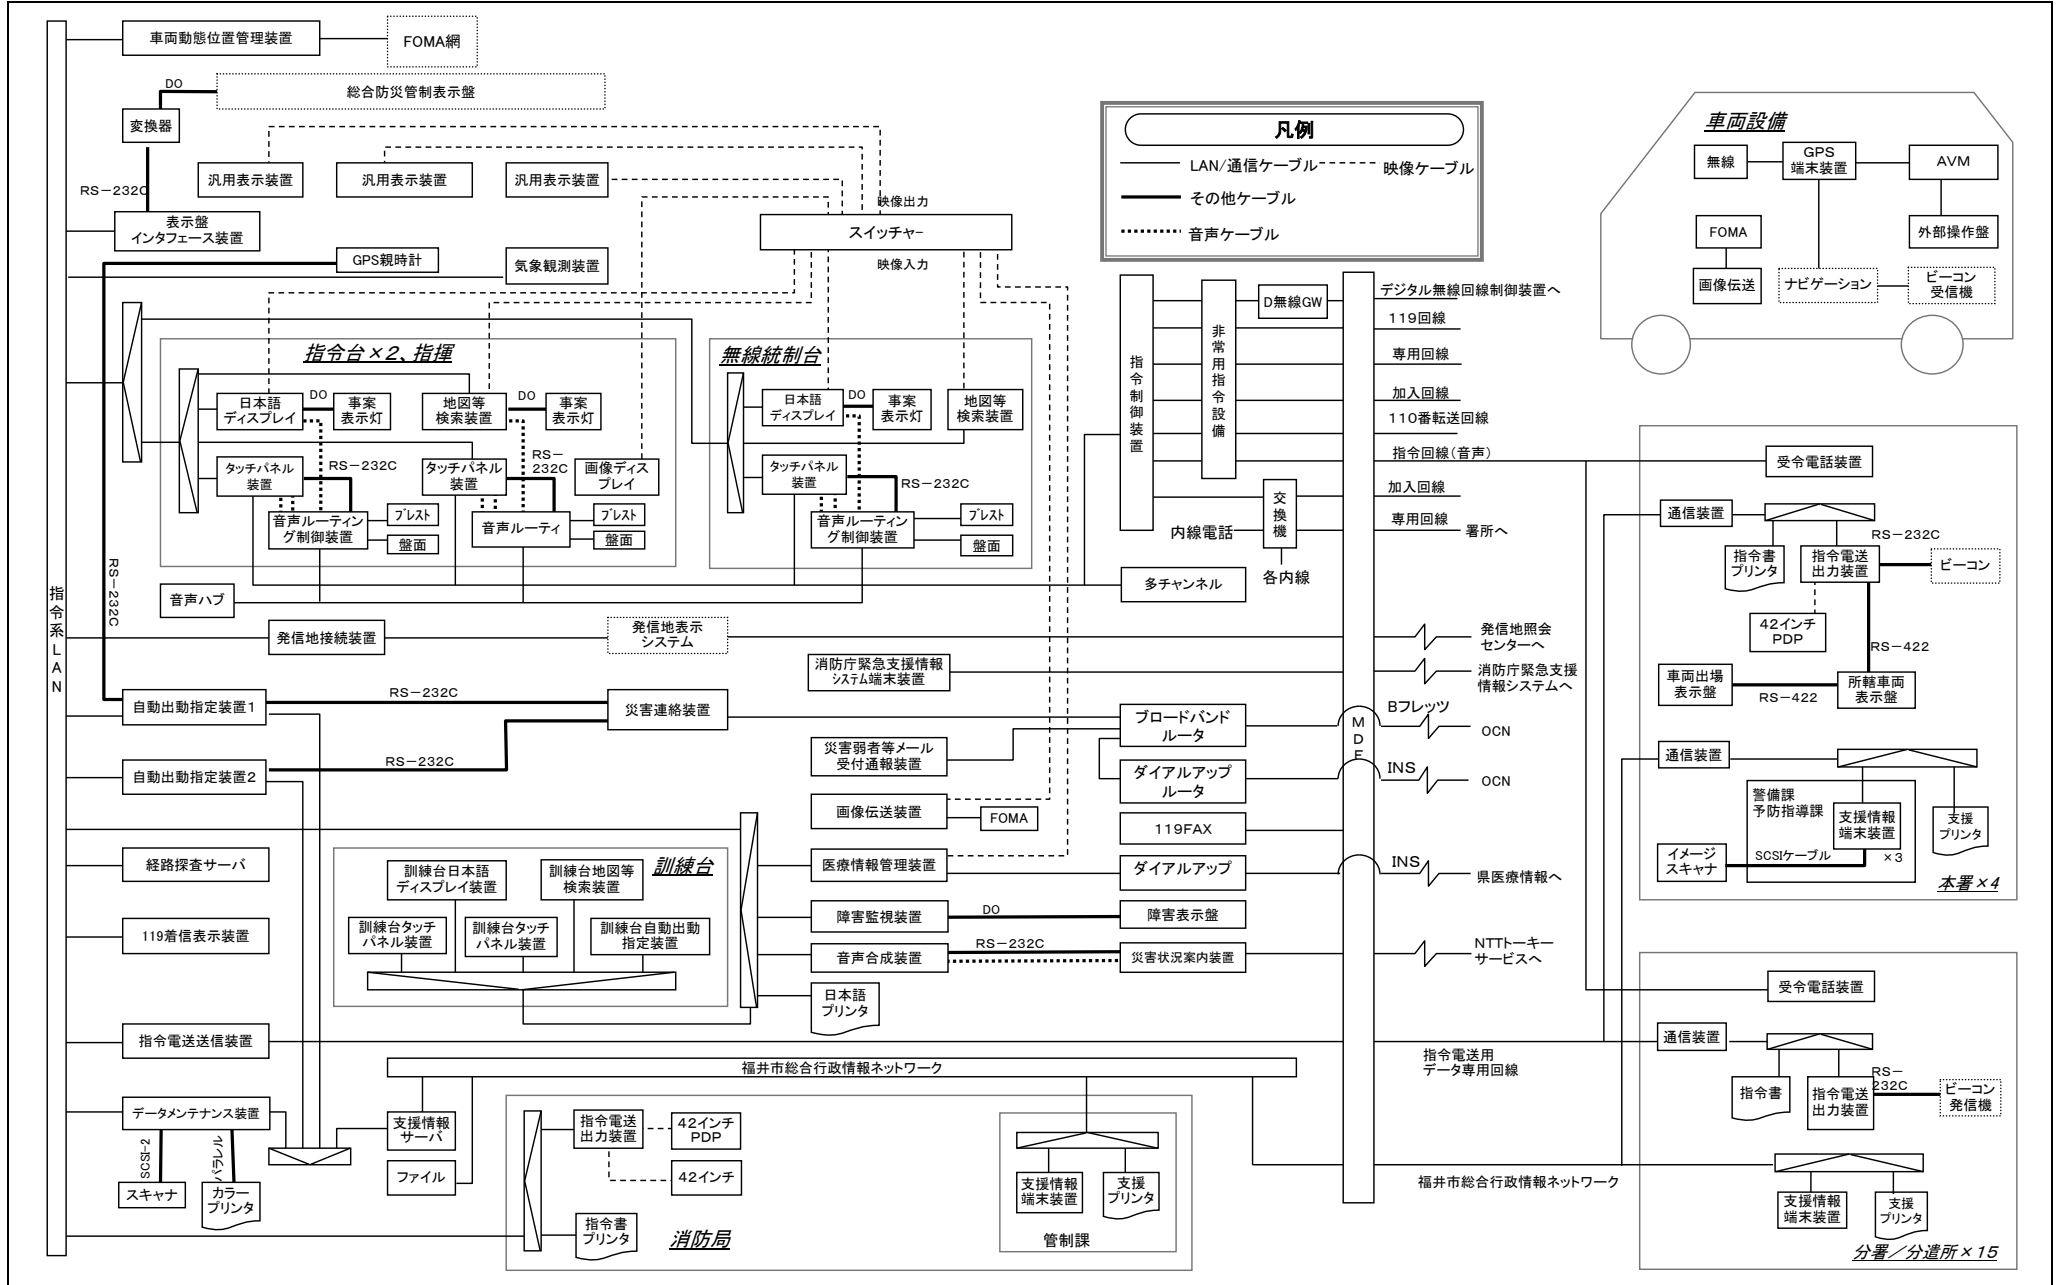 車両動態位置管理装置
FOMA網
DO
総合防災管制表示盤
変換器
RS－232C
汎用表示装置
汎用表示装置
汎用表示装置
表示盤
インタフェース装置
映像出力
スイッチャー
映像入力
GPS親時計
気象観測装置
凡例
LAN/通信ケーブル
映像ケーブル
その他ケーブル
音声ケーブル
車両設備
無線
GPS
端末装置
AVM
FOMA
外部操作盤
画像伝送
ナビゲーション
ビーコン
受信機
指令系LAN
指令台×2、指揮
日本語
ディスプレイ
DO
事案
表示灯
地図等
検索装置
DO
事案
表示灯
タッチパネル
装置
RS－232C
タッチパネル
装置
RS－
232C
画像ディス
プレイ
音声ルーティン
グ制御装置
ブレスト
盤面
音声ルーティ
ブレスト
盤面
無線統制台
日本語
ディスプレイ
DO
事案
表示灯
地図等
検索装置
タッチパネル
装置
RS－232C
音声ルーティン
グ制御装置
ブレスト
盤面
RS－232C
音声ハブ
指令制御装置
非常用指令設備
D無線GW
デジタル無線回線制御装置へ
119回線
専用回線
加入回線
110番転送回線
指令回線（音声）
加入回線
専用回線
署所へ
交換機
内線電話
各内線
多チャンネル
MDF
発信地接続装置
発信地表示
システム
発信地照会
センターへ
消防庁緊急支援情報
システム端末装置
消防庁緊急支援
情報システムへ
自動出動指定装置1
RS－232C
災害連絡装置
ブロードバンド
ルータ
Bフレッツ
OCN
自動出動指定装置2
RS－232C
災害弱者等メール
受付通報装置
ダイアルアップ
ルータ
INS
OCN
画像伝送装置
FOMA
119FAX
経路探査サーバ
訓練台
訓練台日本語
ディスプレイ装置
訓練台地図等
検索装置
訓練台タッチ
パネル装置
訓練台タッチ
パネル装置
訓練台自動出動
指定装置
医療情報管理装置
ダイアルアップ
INS
県医療情報へ
119着信表示装置
障害監視装置
DO
障害表示盤
音声合成装置
RS－232C
災害状況案内装置
NTTトーキー
サービスへ
日本語
プリンタ
指令電送送信装置
指令電送用
データ専用回線
福井市総合行政情報ネットワーク
データメンテナンス装置
SCSI-2
パラレル
スキャナ
カラー
プリンタ
支援情報
サーバ
ファイル
指令電送
出力装置
42インチ
PDP
42インチ
指令書
プリンタ
消防局
支援情報
端末装置
支援
プリンタ
管制課
福井市総合行政情報ネットワーク
受令電話装置
通信装置
指令書
プリンタ
指令電送
出力装置
RS－232C
ビーコン
42インチ
PDP
RS－422
車両出場
表示盤
RS－422
所轄車両
表示盤
通信装置
警備課
予防指導課
支援情報
端末装置
×3
支援
プリンタ
イメージ
スキャナ
SCSIケーブル
本署×4
受令電話装置
通信装置
指令書
指令電送
出力装置
RS－
232C
ビーコン
発信機
支援情報
端末装置
支援
プリンタ
分署／分遣所×15